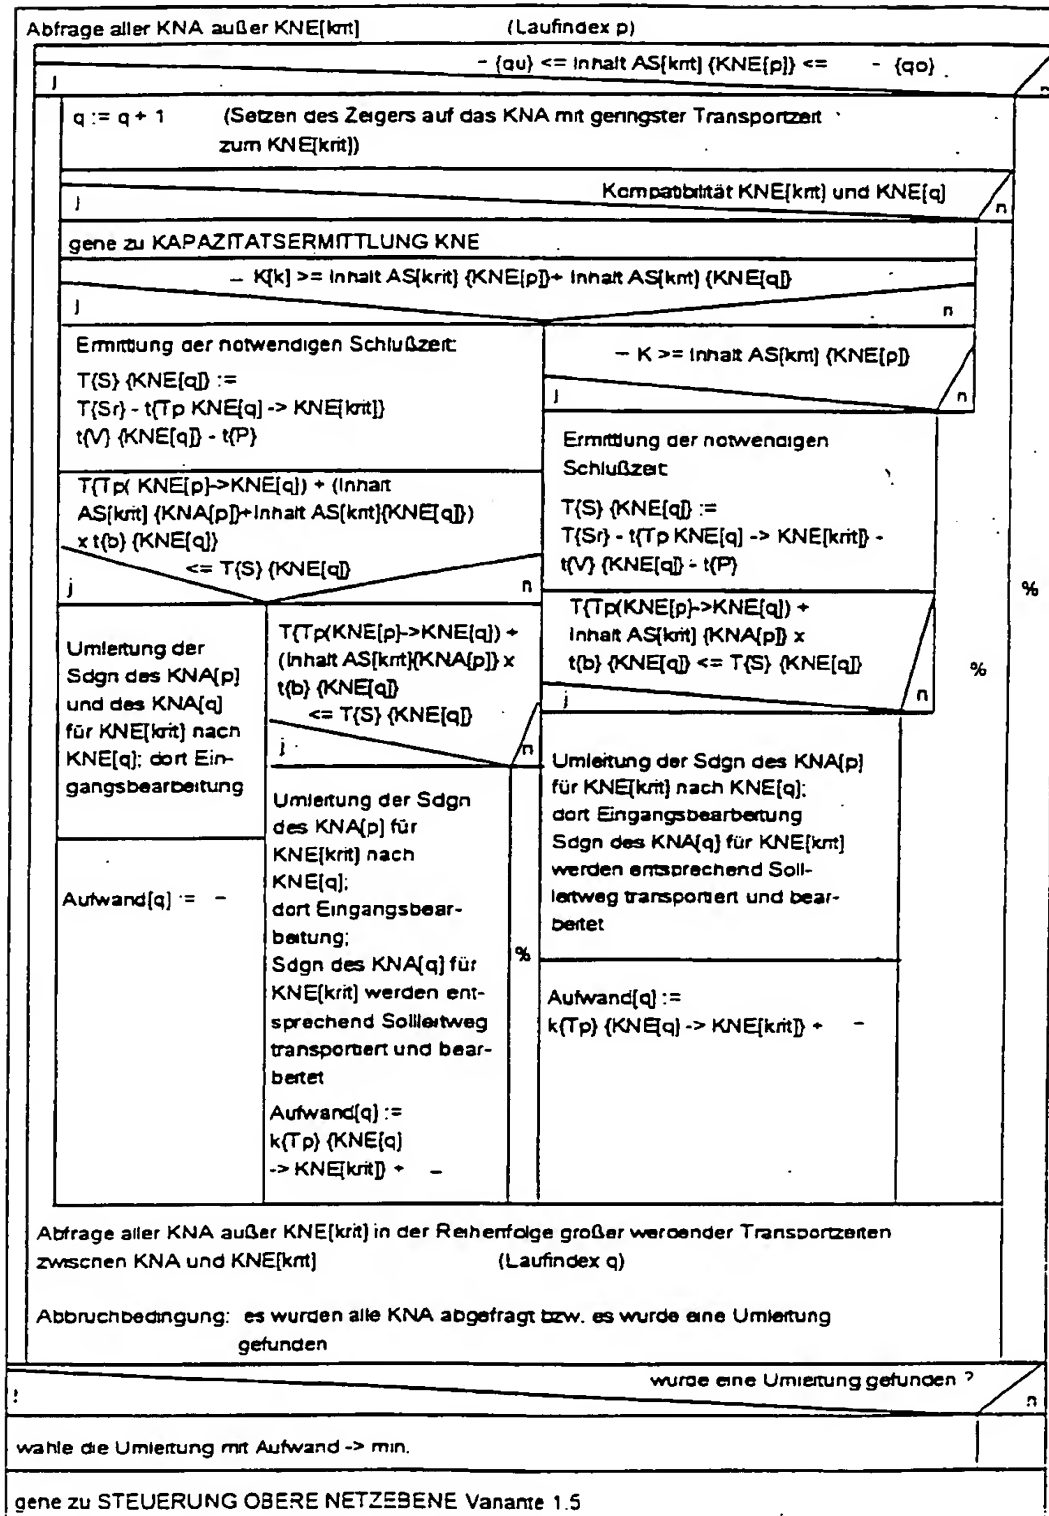 Abfrage aller KNA außer KNE[krit] (Laufindex p)
- {qu} <= Inhalt AS[krit] {KNE[p]} <= - {qo}
j n
q := q + 1 (Setzen des Zeigers auf das KNA mit geringster Transportzeit
zum KNE[krit])
Kompatibilität KNE[krit] und KNE[q]
j n
gene zu KAPAZITATSERMITTLUNG KNE
– K[k] >= Inhalt AS[krit] {KNE[p]}+ Inhalt AS[krit] {KNE[q]}
j n
Ermittlung der notwendigen Schlußzeit:
T{S} {KNE[q]} :=
T{Sr} - t{Tp KNE[q] -> KNE[krit]}
t{V} {KNE[q]} - t{P}
– K >= Inhalt AS[krit] {KNE[p]}
j n
Ermittlung der notwendigen
Schlußzeit:
T{S} {KNE[q]} :=
T{Sr} - t{Tp KNE[q] -> KNE[krit]} -
t{V} {KNE[q]} - t{P}
T{Tp( KNE[p]->KNE[q]) + (Inhalt
AS[krit] {KNA[p]}+Inhalt AS[krit]{KNE[q]})
x t{b} {KNE[q]}
<= T{S} {KNE[q]}
j n
T{Tp(KNE[p]->KNE[q]) +
Inhalt AS[krit] {KNA[p]} x
t{b} {KNE[q]} <= T{S} {KNE[q]}
j n
%
%
Umleitung der
Sdgn des KNA[p]
und des KNA[q]
für KNE[krit] nach
KNE[q]; dort Ein-
gangsbearbeitung
Aufwand[q] := –
T{Tp(KNE[p]->KNE[q]) +
(Inhalt AS[krit]{KNA[p]} x
t{b} {KNE[q]}
<= T{S} {KNE[q]}
j n
Umleitung der Sdgn
des KNA[p] für
KNE[krit] nach
KNE[q];
dort Eingangsbear-
beitung;
Sdgn des KNA[q] für
KNE[krit] werden ent-
sprechend Sollleitweg
transportiert und bear-
beitet
Aufwand[q] :=
k{Tp} {KNE[q]
-> KNE[krit]} + –
%
Umleitung der Sdgn des KNA[p]
für KNE[krit] nach KNE[q];
dort Eingangsbearbeitung
Sdgn des KNA[q] für KNE[krit]
werden entsprechend Soll-
leitweg transportiert und bear-
beitet
Aufwand[q] :=
k{Tp} {KNE[q] -> KNE[krit]} + –
Abfrage aller KNA außer KNE[krit] in der Reihenfolge großer werdender Transportzeiten
zwischen KNA und KNE[krit] (Laufindex q)
Abbruchbedingung: es wurden alle KNA abgefragt bzw. es wurde eine Umleitung
gefunden
wurde eine Umleitung gefunden ?
j n
wahle die Umleitung mit Aufwand -> min.
gene zu STEUERUNG OBERE NETZEBENE Variante 1.5